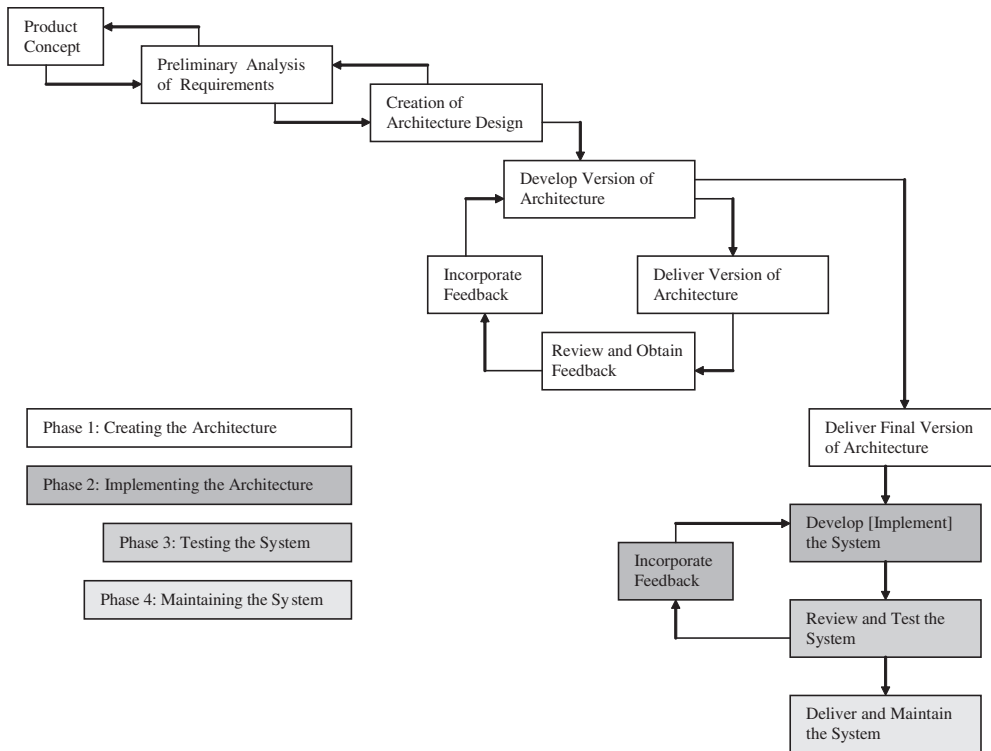 Product
Concept
Preliminary Analysis
of Requirements
Creation of
Architecture Design
Develop Version of
Architecture
Incorporate
Feedback
Deliver Version of
Architecture
Review and Obtain
Feedback
Phase 1: Creating the Architecture
Phase 2: Implementing the Architecture
Phase 3: Testing the System
Phase 4: Maintaining the System
Deliver Final Version
of Architecture
Develop [Implement]
the System
Incorporate
Feedback
Review and Test the
System
Deliver and Maintain
the System